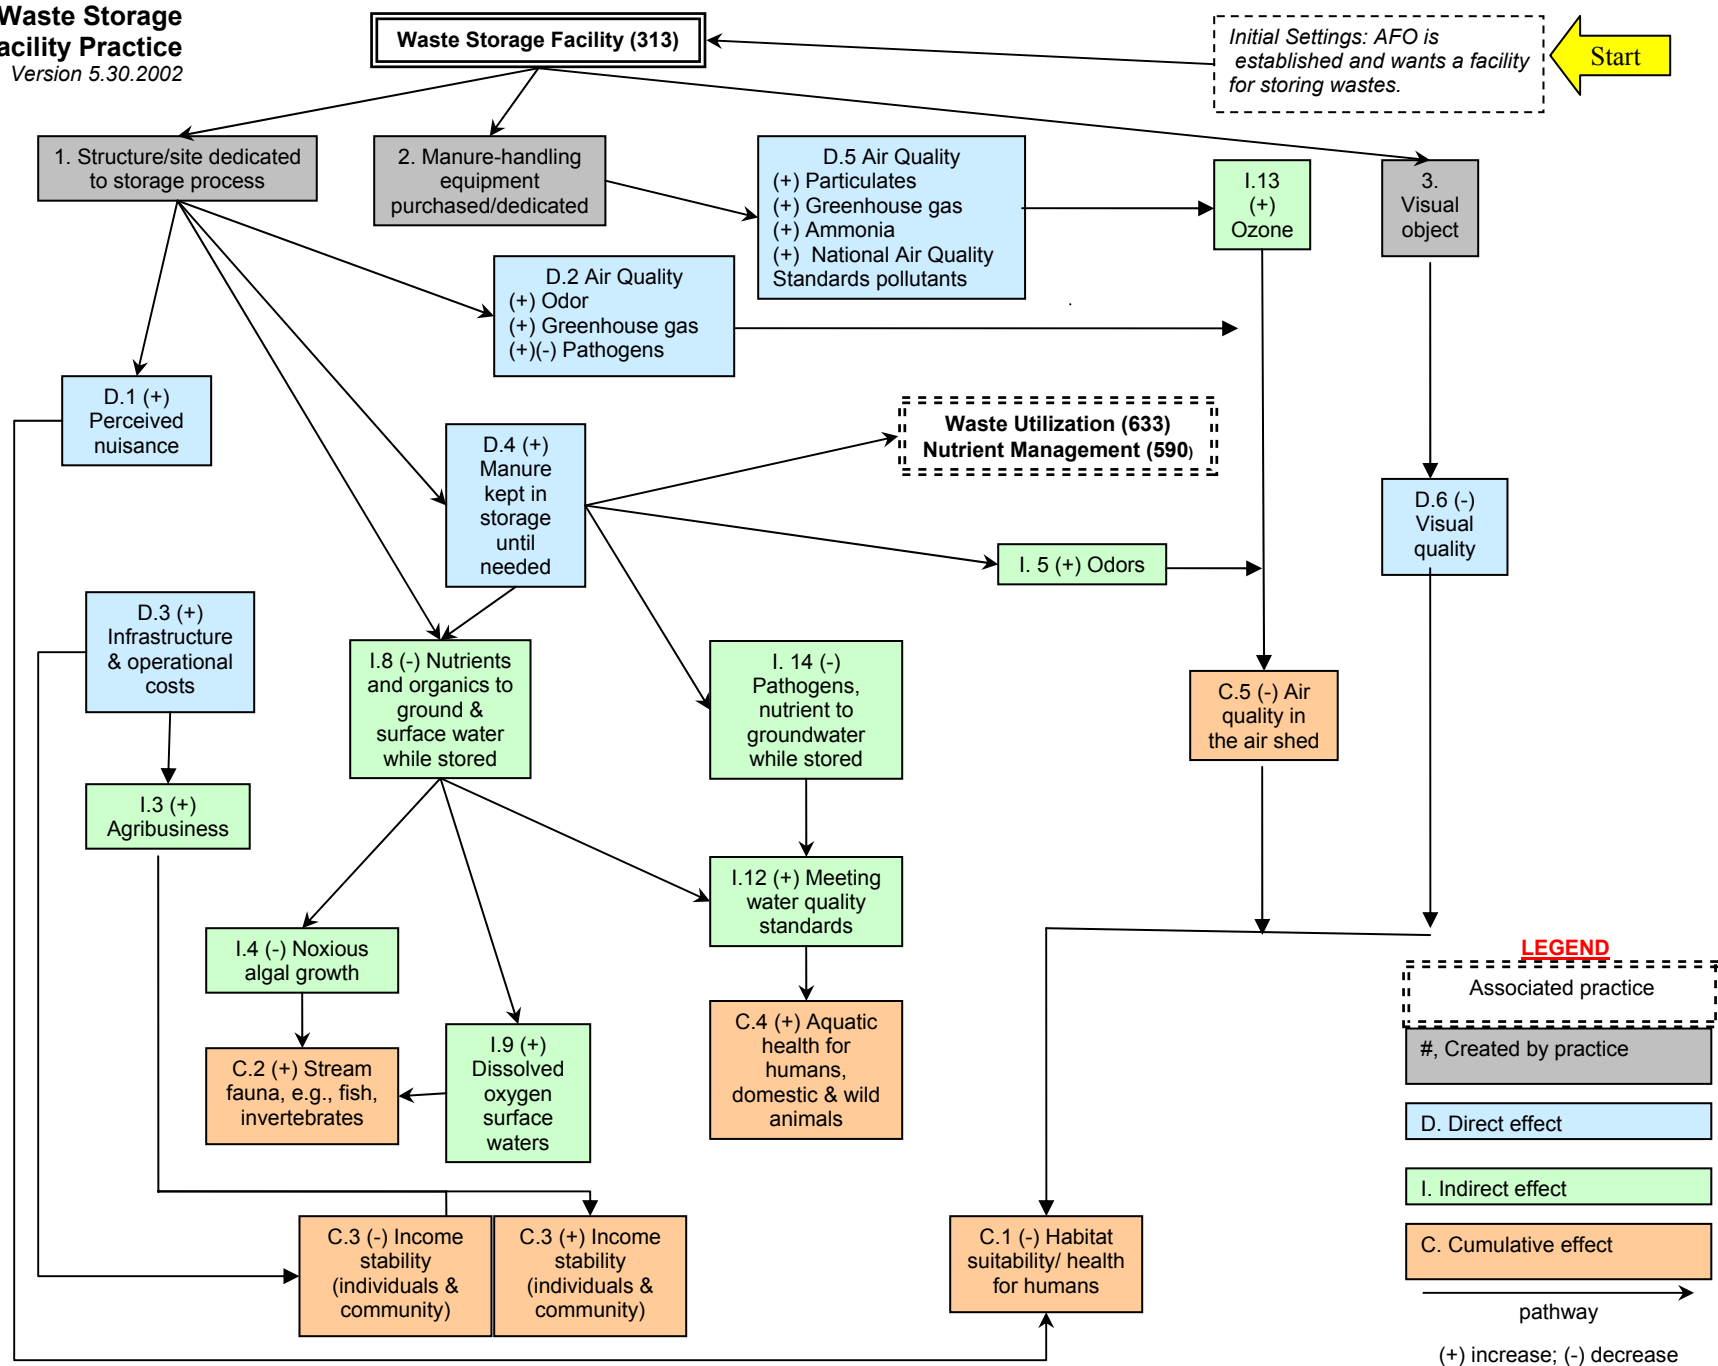 Waste Storage
acility Practice
Version 5.30.2002
Waste Storage Facility (313)
Initial Settings: AFO is
established and wants a facility
for storing wastes.
Start
1. Structure/site dedicated
to storage process
2. Manure-handling
equipment
purchased/dedicated
D.5 Air Quality
(+) Particulates
(+) Greenhouse gas
(+) Ammonia
(+) National Air Quality
Standards pollutants
I.13
(+)
Ozone
3.
Visual
object
D.2 Air Quality
(+) Odor
(+) Greenhouse gas
(+)(-) Pathogens
D.1 (+)
Perceived
nuisance
Waste Utilization (633)
Nutrient Management (590)
D.4 (+)
Manure
kept in
storage
until
needed
D.6 (-)
Visual
quality
I. 5 (+) Odors
D.3 (+)
Infrastructure
& operational
costs
I.8 (-) Nutrients
and organics to
ground &
surface water
while stored
I. 14 (-)
Pathogens,
nutrient to
groundwater
while stored
C.5 (-) Air
quality in
the air shed
I.3 (+)
Agribusiness
I.12 (+) Meeting
water quality
standards
I.4 (-) Noxious
algal growth
C.2 (+) Stream
fauna, e.g., fish,
invertebrates
I.9 (+)
Dissolved
oxygen
surface
waters
C.4 (+) Aquatic
health for
humans,
domestic & wild
animals
C.3 (-) Income
stability
(individuals &
community)
C.3 (+) Income
stability
(individuals &
community)
C.1 (-) Habitat
suitability/ health
for humans
LEGEND
Associated practice
#, Created by practice
D. Direct effect
I. Indirect effect
C. Cumulative effect
pathway
(+) increase; (-) decrease